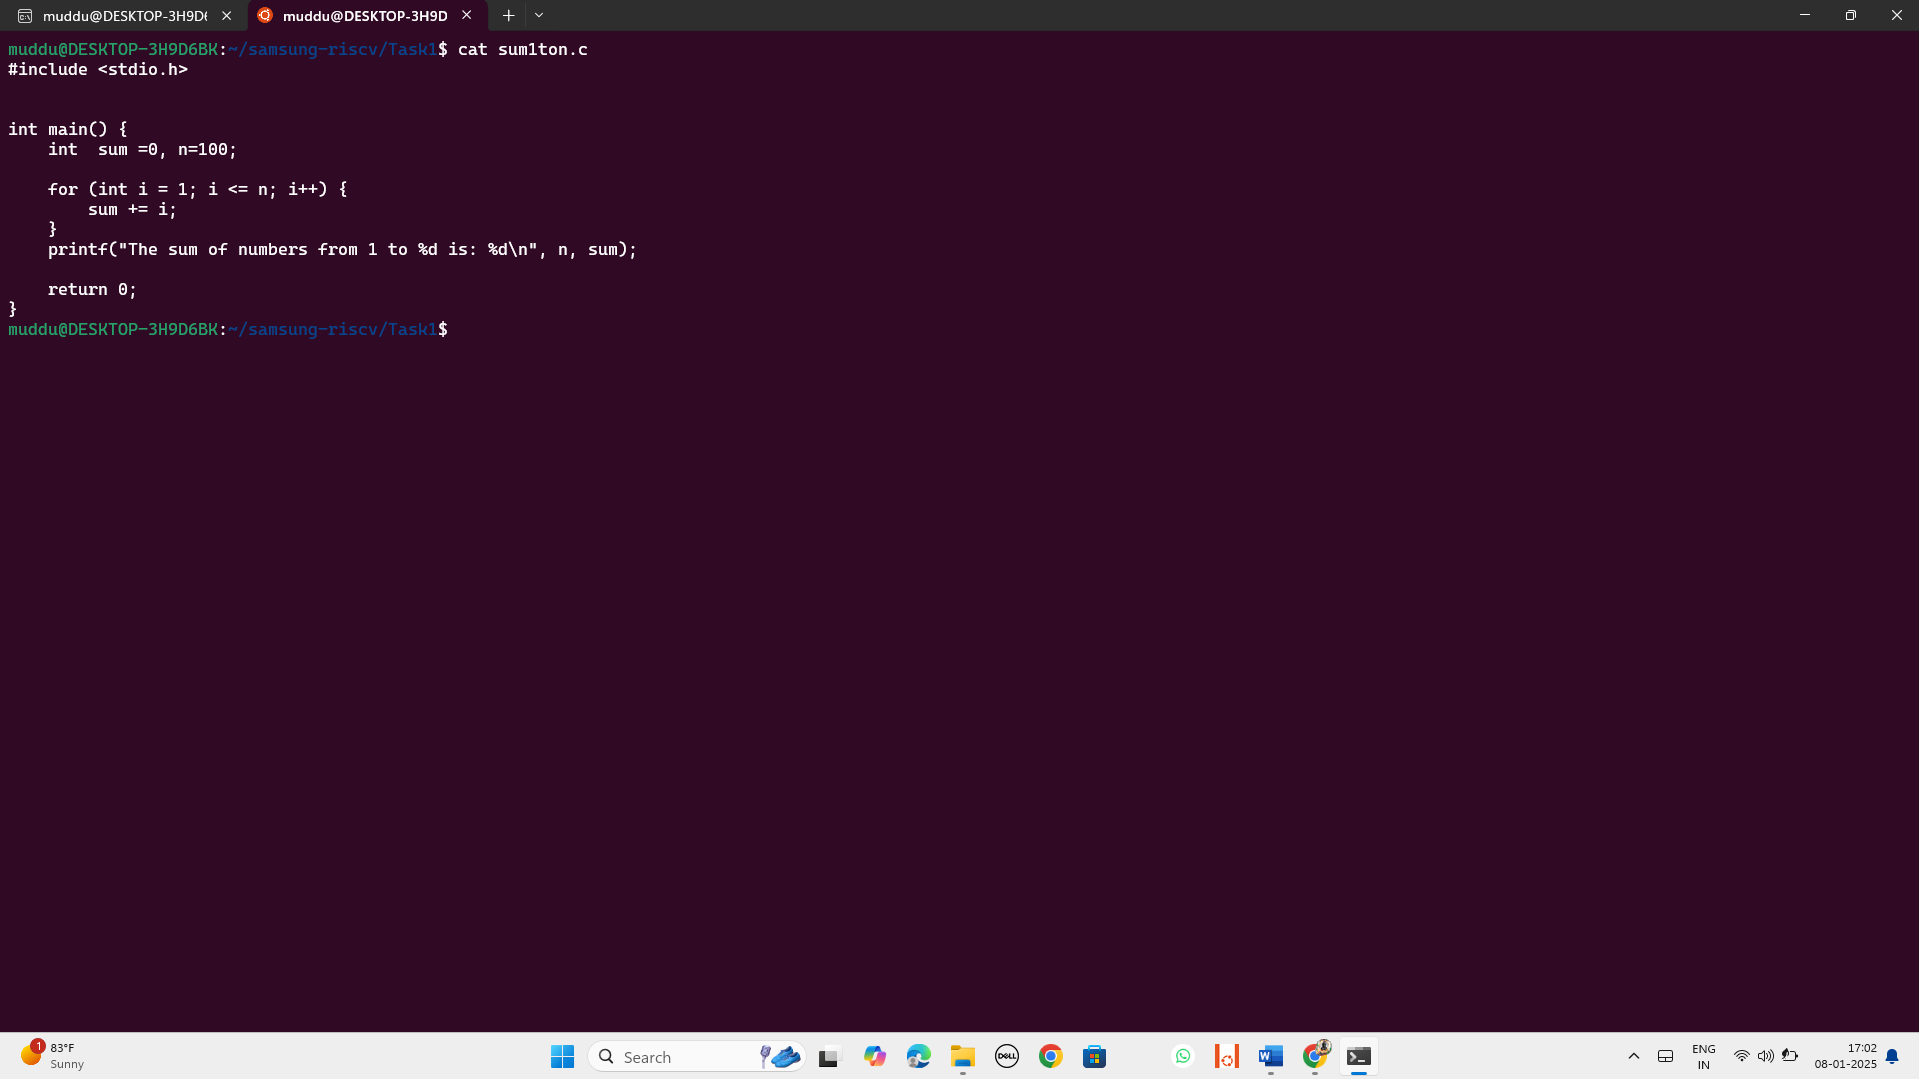 muddu@DESKTOP-3H9D6
muddu@DESKTOP-3H9D
muddu@DESKTOP-3H9D6BK:~/samsung-riscv/Task1$ cat sum1ton.c
#include <stdio.h>
int main() {
    int  sum =0, n=100;
    for (int i = 1; i <= n; i++) {
        sum += i;
    }
    printf("The sum of numbers from 1 to %d is: %d\n", n, sum);
    return 0;
}
muddu@DESKTOP-3H9D6BK:~/samsung-riscv/Task1$
1
83°F
Sunny
Search
DELL
W
ENG
IN
17:02
08-01-2025